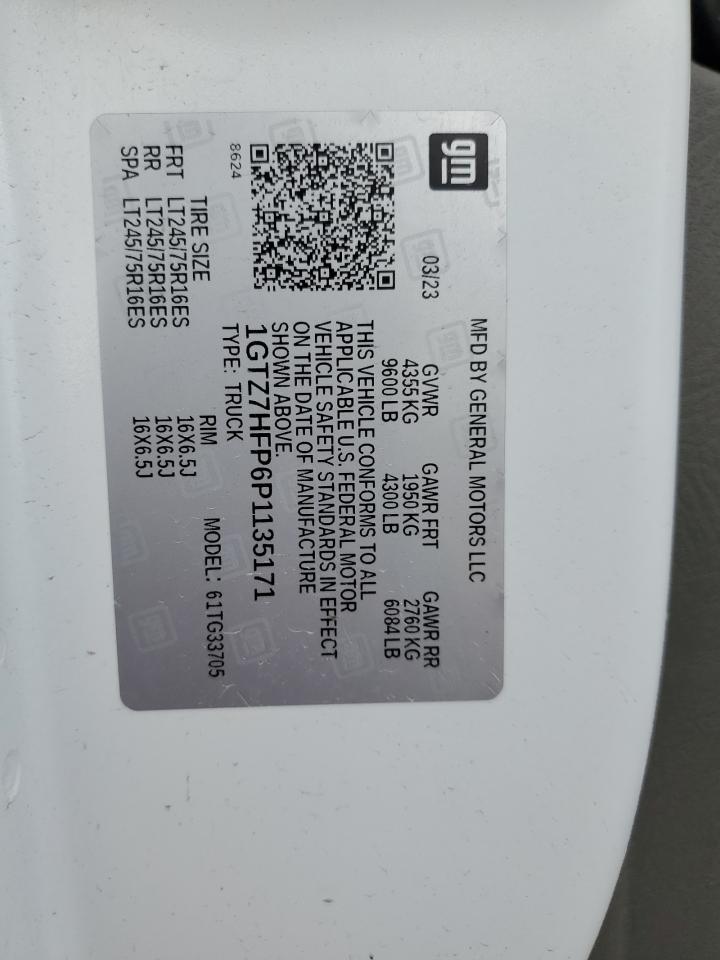 gm
MFD BY GENERAL MOTORS LLC
03/23
GVWR GAWR FRT GAWR RR
4355 KG 1950 KG 2760 KG
9600 LB 4300 LB 6084 LB
THIS VEHICLE CONFORMS TO ALL
APPLICABLE U.S. FEDERAL MOTOR
VEHICLE SAFETY STANDARDS IN EFFECT
ON THE DATE OF MANUFACTURE
SHOWN ABOVE.
1GTZ7HFP6P1135171
8624
TYPE: TRUCK
MODEL: 61TG33705
TIRE SIZE RIM
FRT LT245/75R16ES 16X6.5J
RR LT245/75R16ES 16X6.5J
SPA LT245/75R16ES 16X6.5J